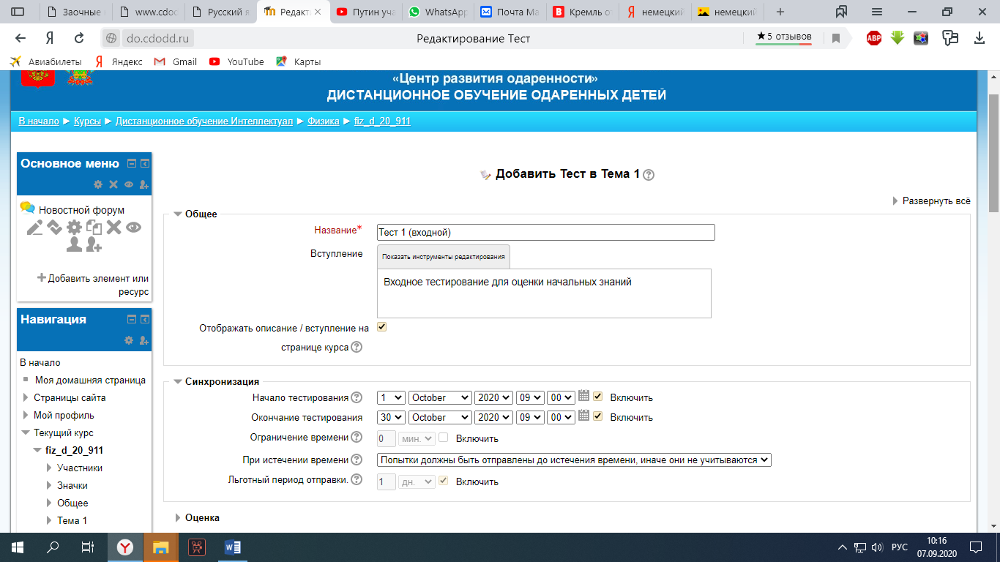 Заочные
www.cdoc
Русский я
Редакти
Путин уча
WhatsApp
Почта Ma
Кремль о
немецкий
немецкий
do.cdodd.ru
Редактирование Тест
★5 отзывов
ABP
Авиабилеты
Яндекс
Gmail
YouTube
Карты
«Центр развития одаренности»
ДИСТАНЦИОННОЕ ОБУЧЕНИЕ ОДАРЕННЫХ ДЕТЕЙ
В начало ► Курсы ► Дистанционное обучение Интеллектуал ► Физика ► fiz_d_20_911
Основное меню
Новостной форум
Добавить элемент или
ресурс
Навигация
В начало
Моя домашняя страница
Страницы сайта
Мой профиль
Текущий курс
fiz_d_20_911
Участники
Значки
Общее
Тема 1
Добавить Тест в Тема 1
Развернуть всё
Общее
Название* Тест 1 (входной)
Вступление
Показать инструменты редактирования
Входное тестирование для оценки начальных знаний
Отображать описание / вступление на
странице курса
Синхронизация
Начало тестирования 1 October 2020 09 00 Включить
Окончание тестирования 30 October 2020 09 00 Включить
Ограничение времени 0 мин. Включить
При истечении времени Попытки должны быть отправлены до истечения времени, иначе они не учитываются
Льготный период отправки. 1 дн. Включить
Оценка
РУС
10:16
07.09.2020